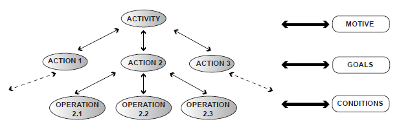 ACTIVITY
MOTIVE
ACTION 1
ACTION 2
ACTION 3
GOALS
OPERATION
2.1
OPERATION
2.2
OPERATION
2.3
CONDITIONS